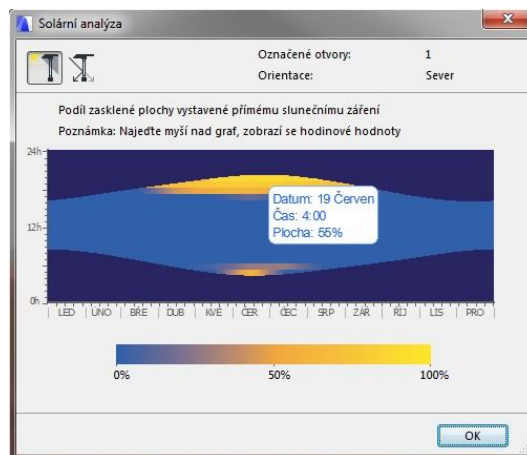 Solární analýza
Označené otvory: 1
Orientace: Sever
Podíl zasklené plochy vystavené přímému slunečnímu záření
Poznámka: Najeďte myší nad graf, zobrazí se hodinové hodnoty
24h
Datum: 19 Červen
Čas: 4:00
Plocha: 55%
12h
0h
LED ÚNO BŘE DUB KVĚ ČER ČEC SRP ZÁŘ ŘÍJ LIS PRO
0% 50% 100%
OK